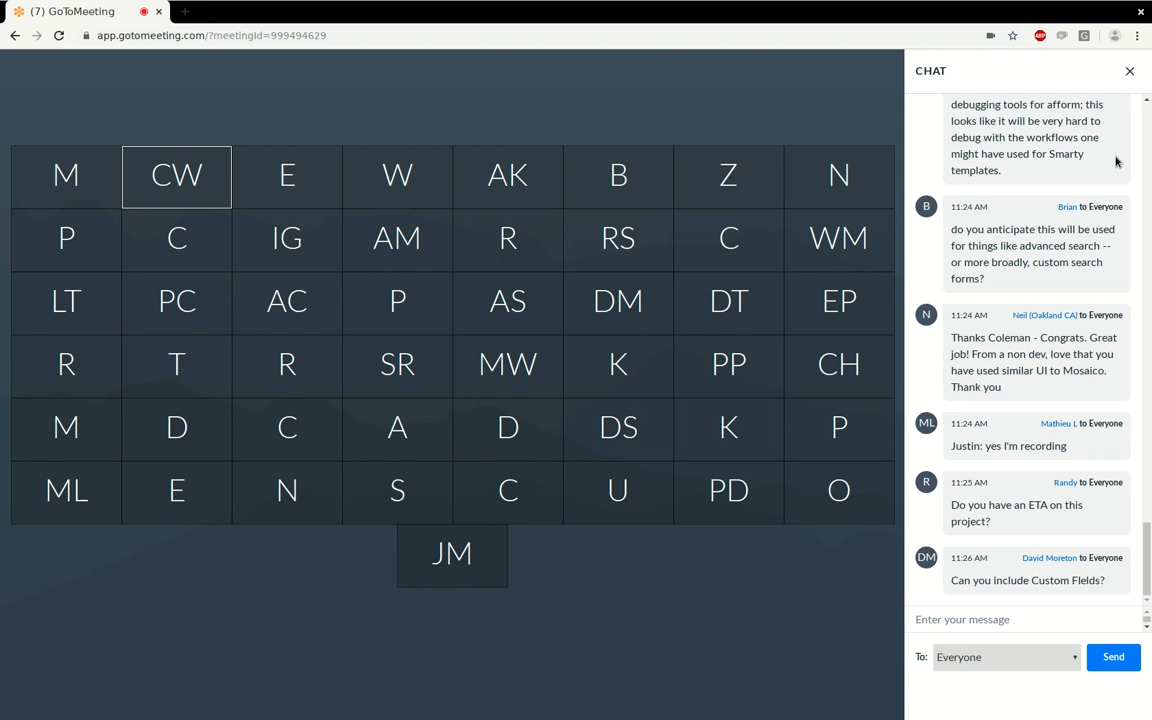 (7) GoToMeeting
app.gotomeeting.com/?meetingId=999494629
ABP
G
M CW E W AK B Z N
P C IG AM R RS C WM
LT PC AC P AS DM DT EP
R T R SR MW K PP CH
M D C A D DS K P
ML E N S C U PD O
JM
CHAT
debugging tools for afform; this
looks like it will be very hard to
debug with the workflows one
might have used for Smarty
templates.
B
11:24 AM Brian to Everyone
do you anticipate this will be used
for things like advanced search --
or more broadly, custom search
forms?
N
11:24 AM Neil (Oakland CA) to Everyone
Thanks Coleman - Congrats. Great
job! From a non dev, love that you
have used similar UI to Mosaico.
Thank you
ML
11:24 AM Mathieu L to Everyone
Justin: yes I'm recording
R
11:25 AM Randy to Everyone
Do you have an ETA on this
project?
DM
11:26 AM David Moreton to Everyone
Can you include Custom FIelds?
Enter your message
To: Everyone Send